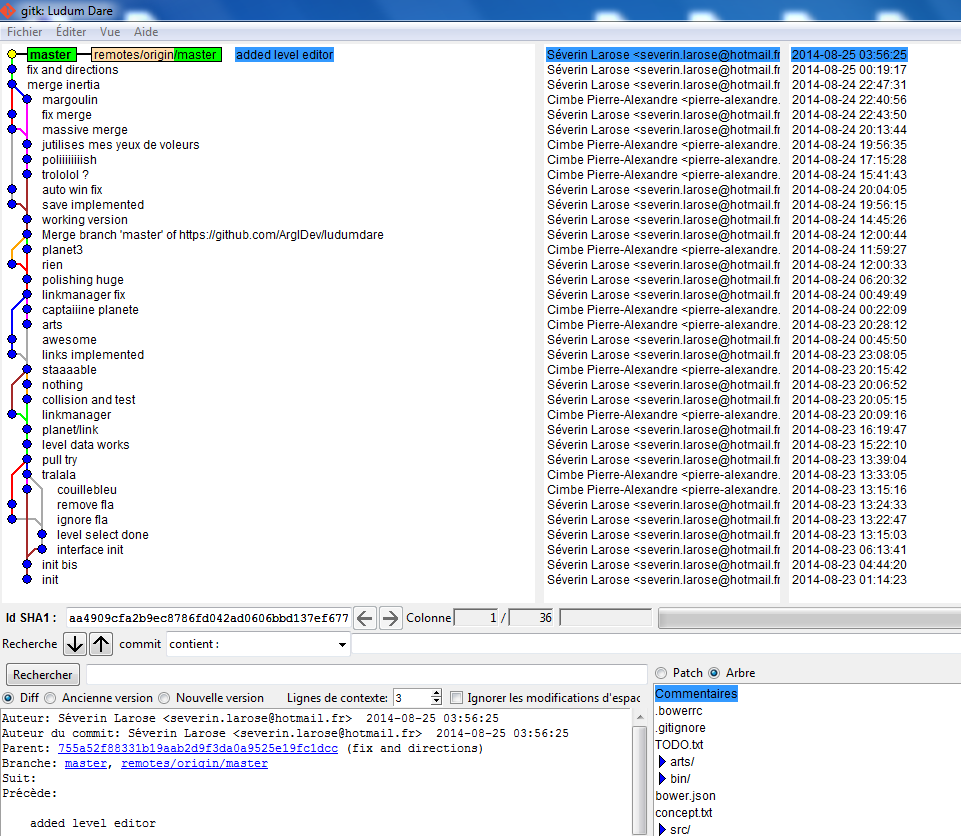 gitk: Ludum Dare
Fichier Éditer Vue Aide
master remotes/origin/master added level editor Séverin Larose <severin.larose@hotmail.fr 2014-08-25 03:56:25
fix and directions Séverin Larose <severin.larose@hotmail.fr 2014-08-25 00:19:17
merge inertia Séverin Larose <severin.larose@hotmail.fr 2014-08-24 22:47:31
margoulin Cimbe Pierre-Alexandre <pierre-alexandre. 2014-08-24 22:40:56
fix merge Séverin Larose <severin.larose@hotmail.fr 2014-08-24 22:43:50
massive merge Séverin Larose <severin.larose@hotmail.fr 2014-08-24 20:13:44
jutilises mes yeux de voleurs Cimbe Pierre-Alexandre <pierre-alexandre. 2014-08-24 19:56:35
poliiiiiiiish Cimbe Pierre-Alexandre <pierre-alexandre. 2014-08-24 17:15:28
trololol ? Cimbe Pierre-Alexandre <pierre-alexandre. 2014-08-24 15:41:43
auto win fix Séverin Larose <severin.larose@hotmail.fr 2014-08-24 20:04:05
save implemented Séverin Larose <severin.larose@hotmail.fr 2014-08-24 19:56:15
working version Séverin Larose <severin.larose@hotmail.fr 2014-08-24 14:45:26
Merge branch 'master' of https://github.com/ArglDev/ludumdare Séverin Larose <severin.larose@hotmail.fr 2014-08-24 12:00:44
planet3 Cimbe Pierre-Alexandre <pierre-alexandre. 2014-08-24 11:59:27
rien Séverin Larose <severin.larose@hotmail.fr 2014-08-24 12:00:33
polishing huge Séverin Larose <severin.larose@hotmail.fr 2014-08-24 06:20:32
linkmanager fix Séverin Larose <severin.larose@hotmail.fr 2014-08-24 00:49:49
captaiiine planete Cimbe Pierre-Alexandre <pierre-alexandre. 2014-08-24 00:22:09
arts Cimbe Pierre-Alexandre <pierre-alexandre. 2014-08-23 20:28:12
awesome Séverin Larose <severin.larose@hotmail.fr 2014-08-24 00:45:50
links implemented Séverin Larose <severin.larose@hotmail.fr 2014-08-23 23:08:05
staaaable Cimbe Pierre-Alexandre <pierre-alexandre. 2014-08-23 20:15:42
nothing Séverin Larose <severin.larose@hotmail.fr 2014-08-23 20:06:52
collision and test Séverin Larose <severin.larose@hotmail.fr 2014-08-23 20:05:15
linkmanager Cimbe Pierre-Alexandre <pierre-alexandre. 2014-08-23 20:09:16
planet/link Séverin Larose <severin.larose@hotmail.fr 2014-08-23 16:19:47
level data works Séverin Larose <severin.larose@hotmail.fr 2014-08-23 15:22:10
pull try Séverin Larose <severin.larose@hotmail.fr 2014-08-23 13:39:04
tralala Cimbe Pierre-Alexandre <pierre-alexandre. 2014-08-23 13:33:05
couillebleu Cimbe Pierre-Alexandre <pierre-alexandre. 2014-08-23 13:15:16
remove fla Séverin Larose <severin.larose@hotmail.fr 2014-08-23 13:24:33
ignore fla Séverin Larose <severin.larose@hotmail.fr 2014-08-23 13:22:47
level select done Séverin Larose <severin.larose@hotmail.fr 2014-08-23 13:15:03
interface init Séverin Larose <severin.larose@hotmail.fr 2014-08-23 06:13:41
init bis Séverin Larose <severin.larose@hotmail.fr 2014-08-23 04:44:20
init Séverin Larose <severin.larose@hotmail.fr 2014-08-23 01:14:23
Id SHA1 : aa4909cfa2b9ec8786fd042ad0606bbd137ef677 Colonne 1 / 36
Recherche commit contient :
Rechercher
Diff Ancienne version Nouvelle version Lignes de contexte: 3 Ignorer les modifications d'espac
Auteur: Séverin Larose <severin.larose@hotmail.fr> 2014-08-25 03:56:25
Auteur du commit: Séverin Larose <severin.larose@hotmail.fr> 2014-08-25 03:56:25
Parent: 755a52f88331b19aab2d9f3da0a9525e19fc1dcc (fix and directions)
Branche: master, remotes/origin/master
Suit:
Précède:
added level editor
Patch Arbre
Commentaires
.bowerrc
.gitignore
TODO.txt
arts/
bin/
bower.json
concept.txt
src/